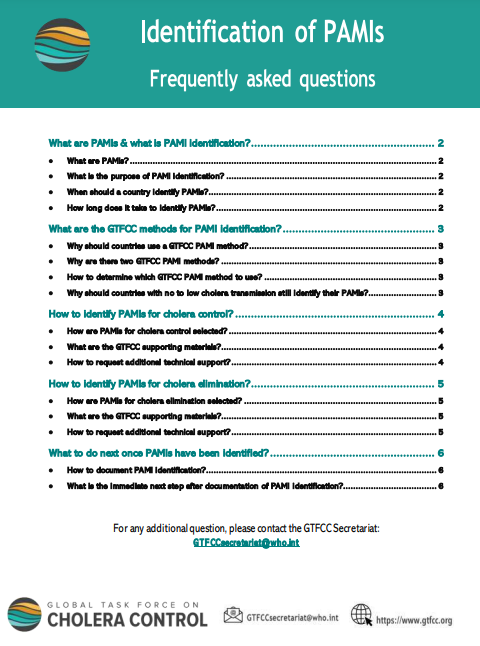 Identification of PAMIs
Frequently asked questions
What are PAMIs & what is PAMI identification? 2
• What are PAMIs? 2
• What is the purpose of PAMI identification? 2
• When should a country identify PAMIs? 2
• How long does it take to identify PAMIs? 2
What are the GTFCC methods for PAMI identification? 3
• Why should countries use a GTFCC PAMI method? 3
• Why are there two GTFCC PAMI methods? 3
• How to determine which GTFCC PAMI method to use? 3
• Why should countries with no to low cholera transmission still identify their PAMIs? 3
How to identify PAMIs for cholera control? 4
• How are PAMIs for cholera control selected? 4
• What are the GTFCC supporting materials? 4
• How to request additional technical support? 4
How to identify PAMIs for cholera elimination? 5
• How are PAMIs for cholera elimination selected? 5
• What are the GTFCC supporting materials? 5
• How to request additional technical support? 5
What to do next once PAMIs have been identified? 6
• How to document PAMI identification? 6
• What is the immediate next step after documentation of PAMI identification? 6
For any additional question, please contact the GTFCC Secretariat:
GTFCCsecretariat@who.int
GLOBAL TASK FORCE ON
CHOLERA CONTROL
GTFCCsecretariat@who.int
https://www.gtfcc.org